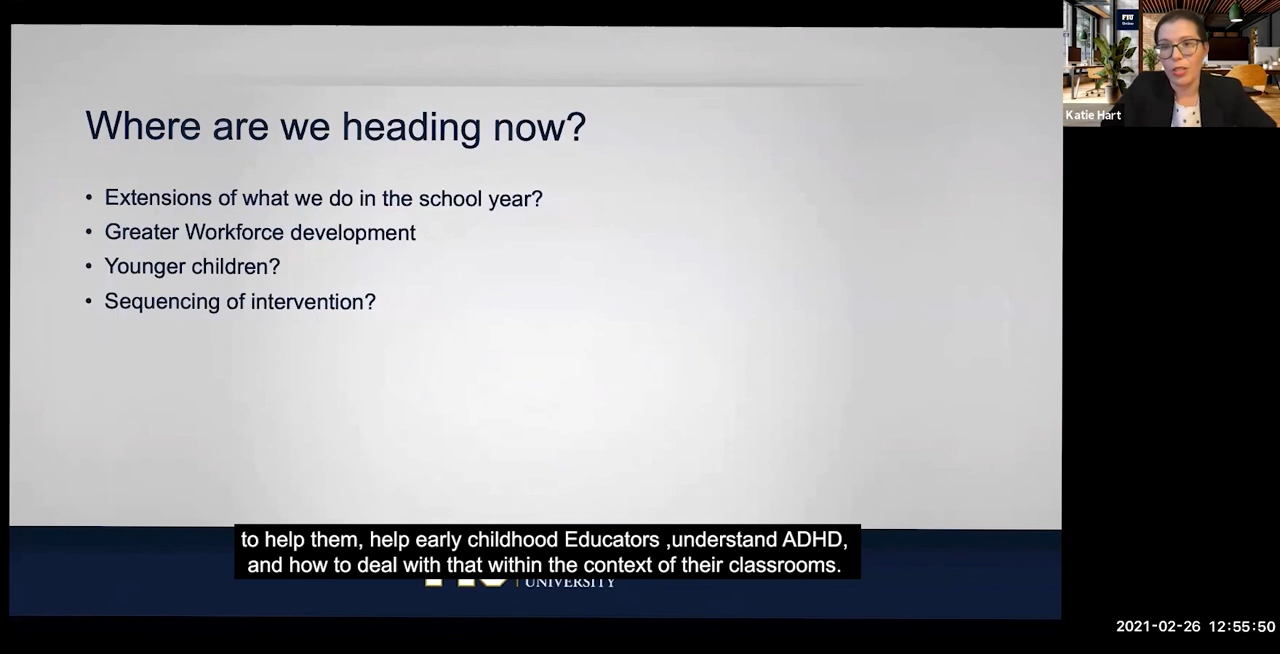 FIU
Online
Katie Hart
Where are we heading now?
• Extensions of what we do in the school year?
• Greater Workforce development
• Younger children?
• Sequencing of intervention?
to help them, help early childhood Educators ,understand ADHD,
and how to deal with that within the context of their classrooms.
UNIVERSITY
2021-02-26 12:55:50